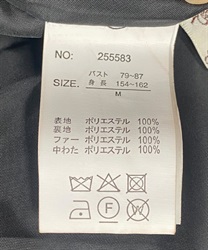 NO: 255583
SIZE. バスト 79~87
身長 154~162
M
表地 ポリエステル 100%
裏地 ポリエステル 100%
ファー ポリエステル 100%
中わた ポリエステル 100%